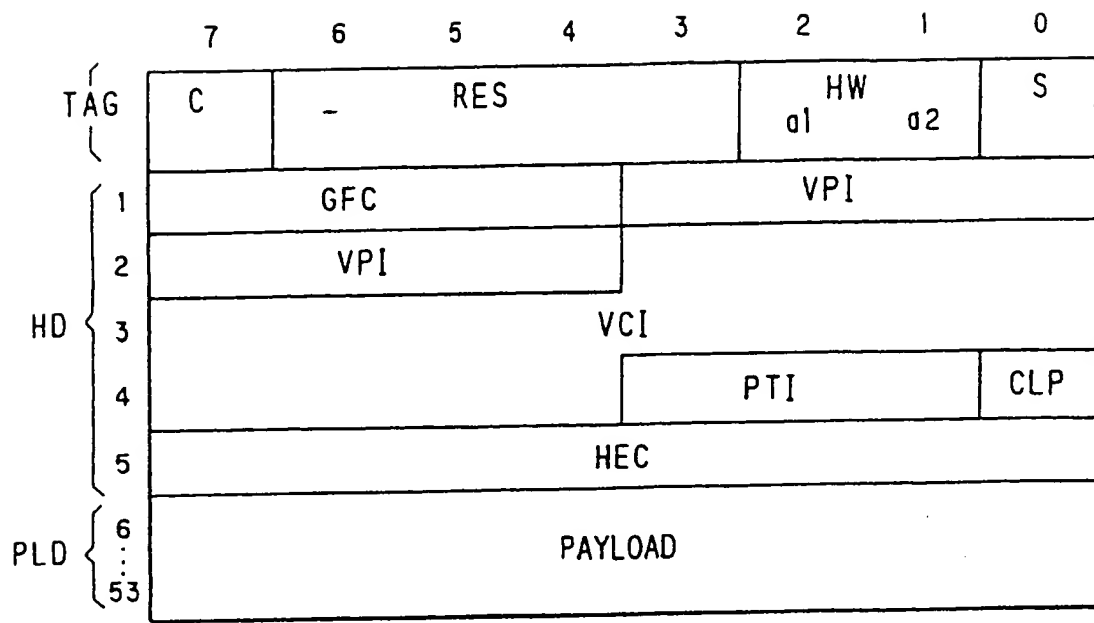 7 6 5 4 3 2 1 0
TAG C RES HW S
a1 a2
1 GFC VPI
2 VPI
HD 3 VCI
4 PTI CLP
5 HEC
6
PLD PAYLOAD
53